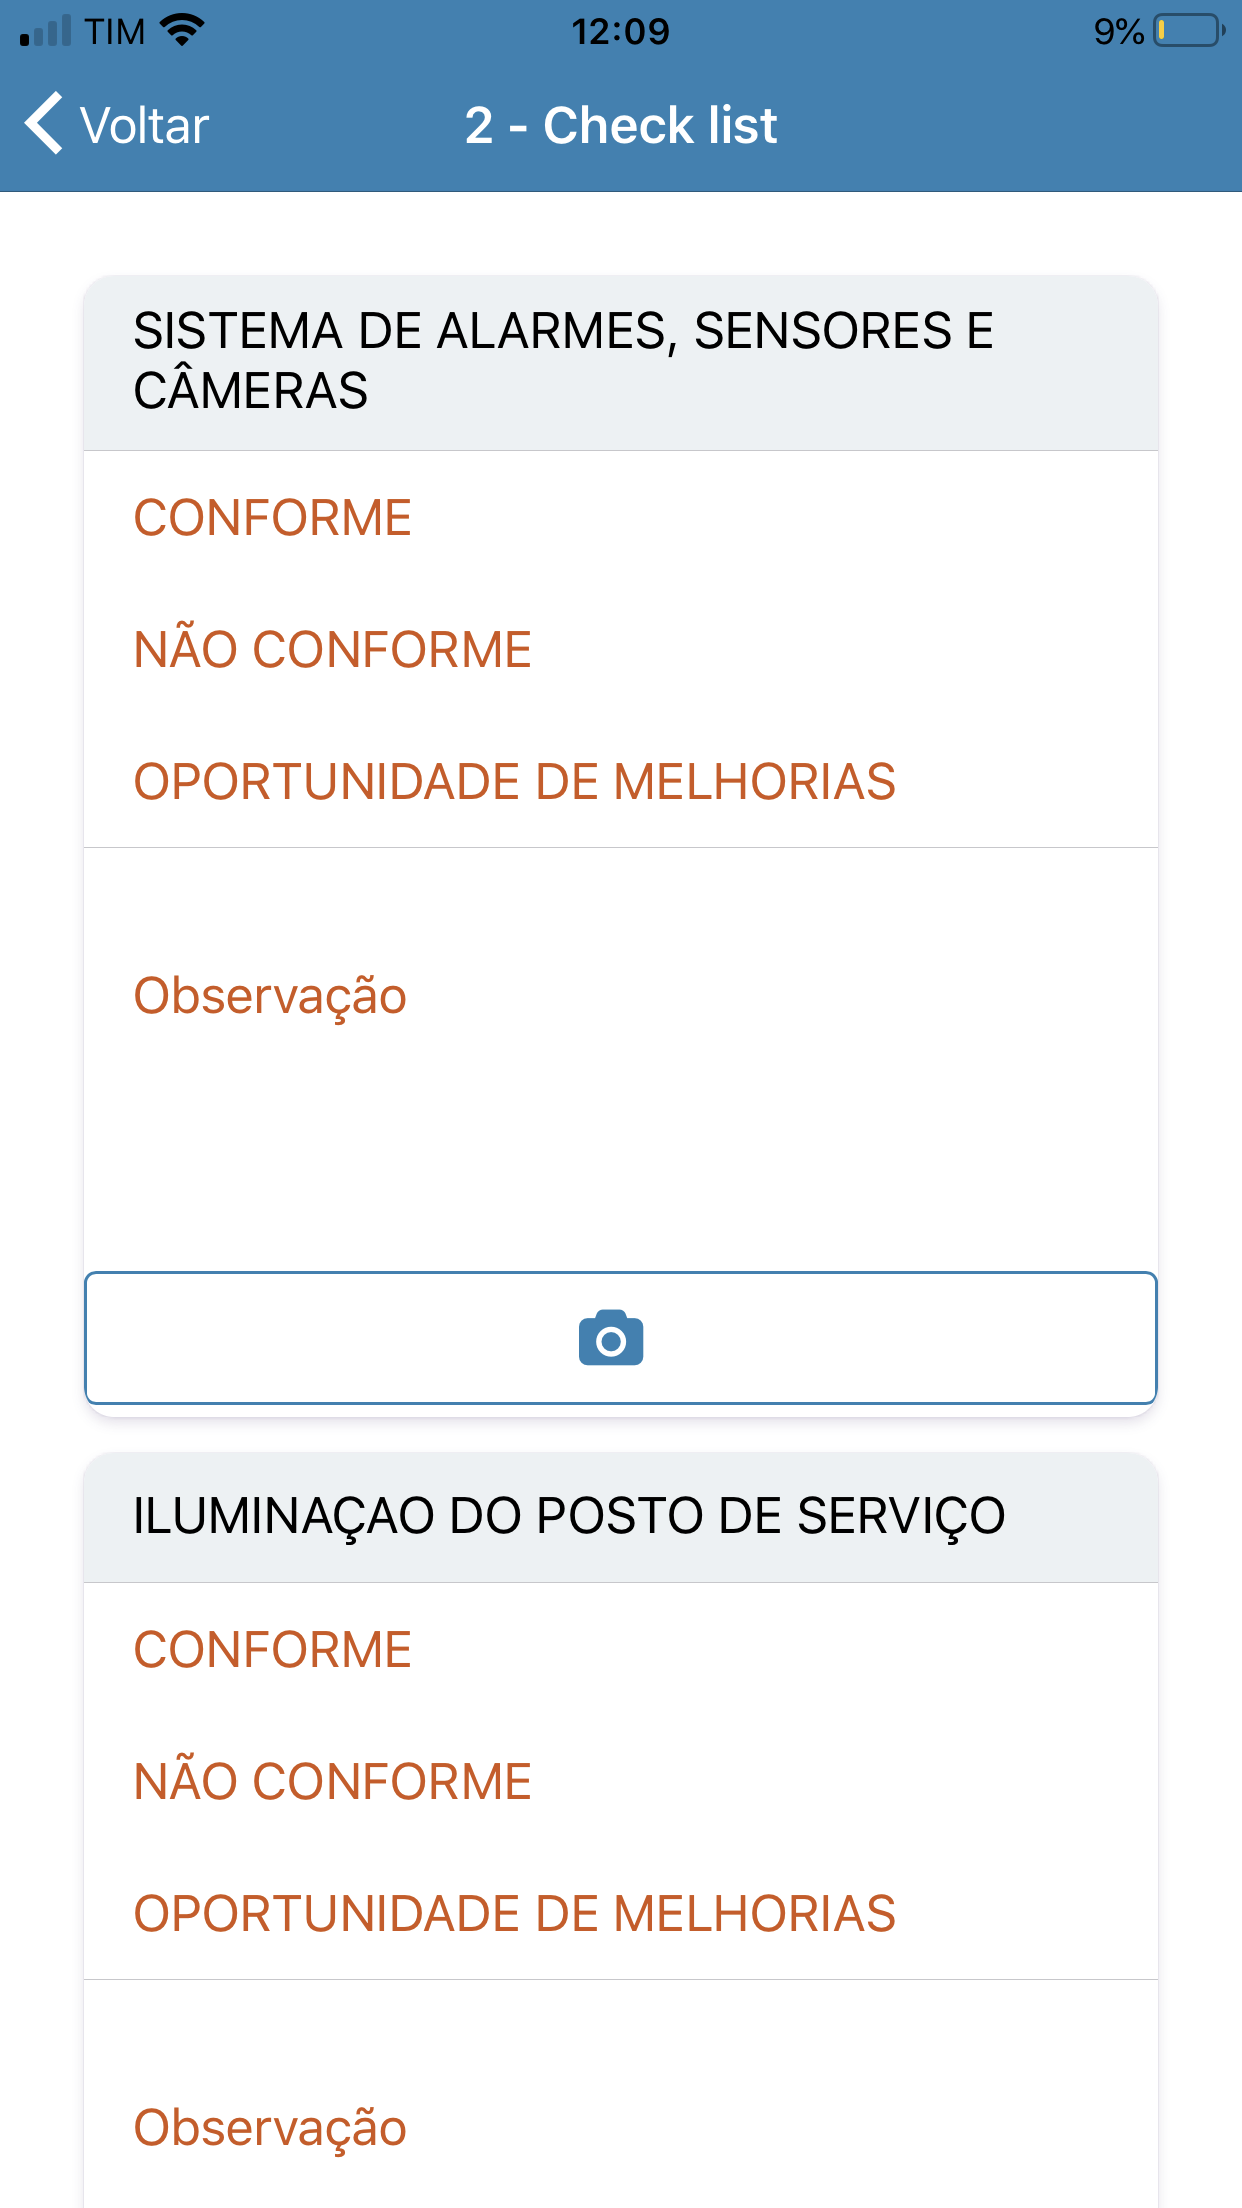 TIM 12:09 9%
Voltar 2 - Check list
SISTEMA DE ALARMES, SENSORES E
CÂMERAS
CONFORME
NÃO CONFORME
OPORTUNIDADE DE MELHORIAS
Observação
ILUMINAÇAO DO POSTO DE SERVIÇO
CONFORME
NÃO CONFORME
OPORTUNIDADE DE MELHORIAS
Observação